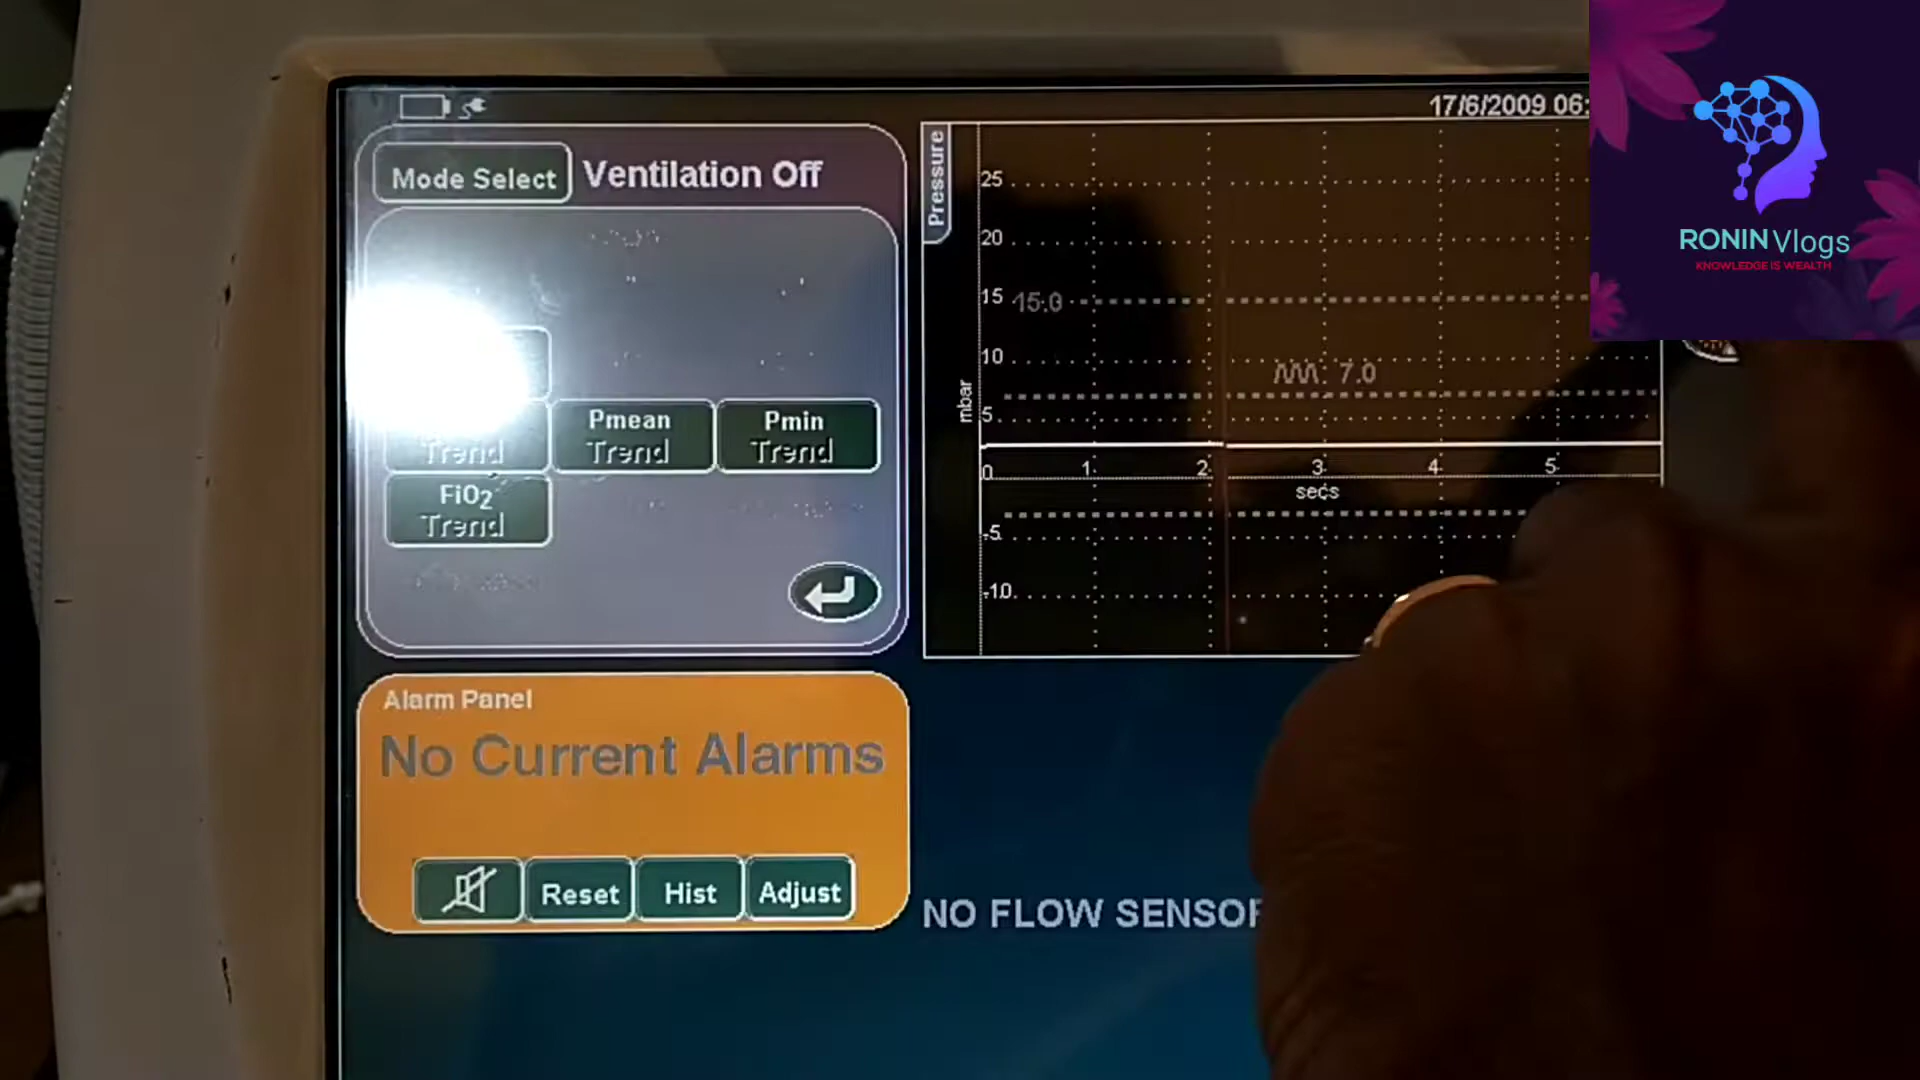 17/6/2009 06:
Mode Select
Ventilation Off
Trend
Pmean
Trend
Pmin
Trend
FiO2
Trend
Alarm Panel
No Current Alarms
Reset
Hist
Adjust
Pressure
mbar
25
20
15
10
5
0
-5
-10
15.0
7.0
1
2
3
4
5
secs
NO FLOW SENSOR
RONIN Vlogs
KNOWLEDGE IS WEALTH